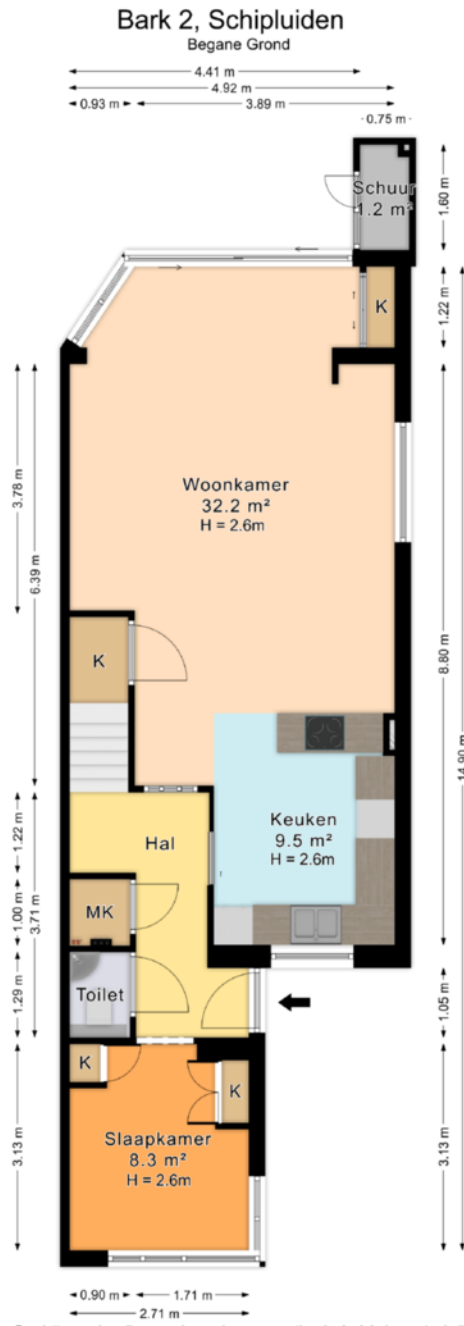 Bark 2, Schipluiden
Begane Grond
4.41 m
4.92 m
0.93 m
3.89 m
0.75 m
Schuur
1.2 m²
1.60 m
K
1.22 m
Woonkamer
32.2 m²
H = 2.6m
3.78 m
6.39 m
8.80 m
14.90 m
K
Hal
Keuken
9.5 m²
H = 2.6m
1.22 m
3.71 m
MK
1.00 m
Toilet
1.29 m
1.05 m
K
K
Slaapkamer
8.3 m²
H = 2.6m
3.13 m
3.13 m
0.90 m
1.71 m
2.71 m